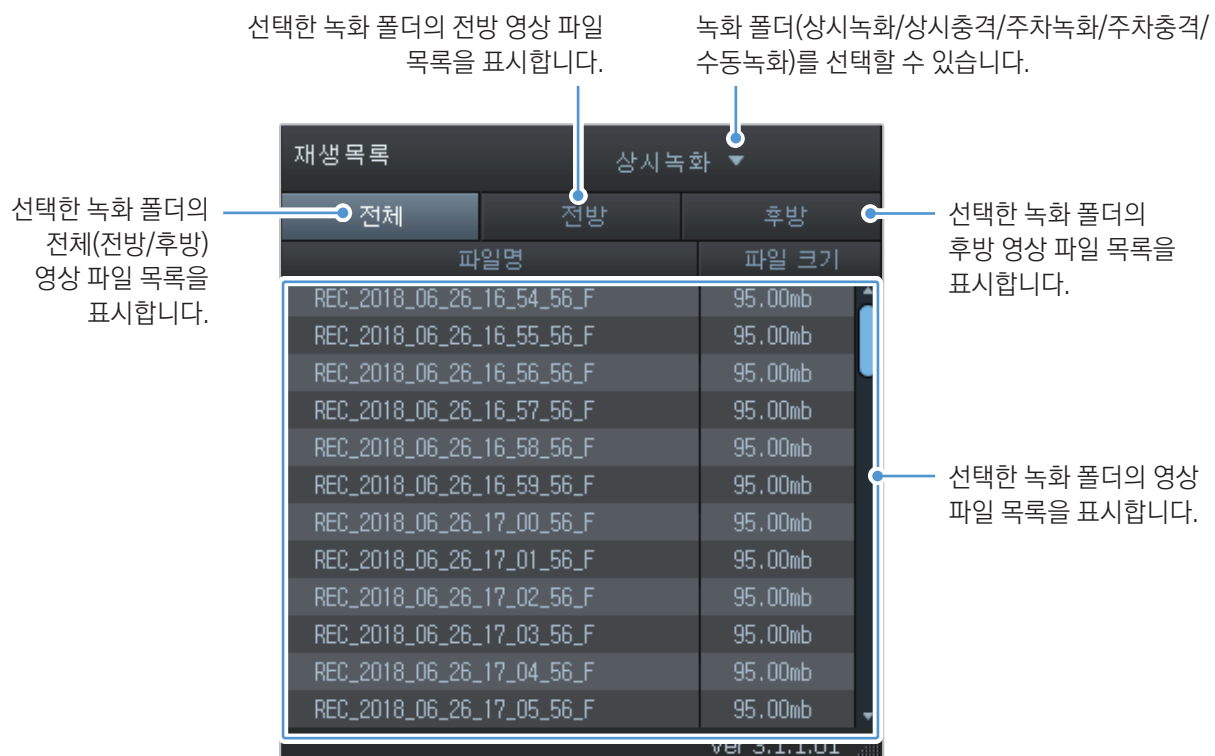 선택한 녹화 폴더의 전방 영상 파일
목록을 표시합니다.
녹화 폴더(상시녹화/상시충격/주차녹화/주차충격/
수동녹화)를 선택할 수 있습니다.
재생목록
상시녹화 ▼
선택한 녹화 폴더의
전체(전방/후방)
영상 파일 목록을
표시합니다.
전체
전방
후방
선택한 녹화 폴더의
후방 영상 파일 목록을
표시합니다.
파일명 파일 크기
REC_2018_06_26_16_54_56_F 95.00mb
REC_2018_06_26_16_55_56_F 95.00mb
REC_2018_06_26_16_56_56_F 95.00mb
REC_2018_06_26_16_57_56_F 95.00mb
REC_2018_06_26_16_58_56_F 95.00mb
REC_2018_06_26_16_59_56_F 95.00mb
REC_2018_06_26_17_00_56_F 95.00mb
REC_2018_06_26_17_01_56_F 95.00mb
REC_2018_06_26_17_02_56_F 95.00mb
REC_2018_06_26_17_03_56_F 95.00mb
REC_2018_06_26_17_04_56_F 95.00mb
REC_2018_06_26_17_05_56_F 95.00mb
선택한 녹화 폴더의 영상
파일 목록을 표시합니다.
Ver 3.1.1.01